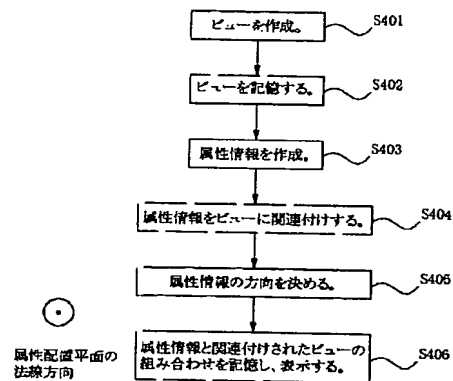 ビューを作成。
S401
ビューを記憶する。
S402
属性情報を作成。
S403
属性情報をビューに関連付けする。
S404
属性情報の方向を決める。
S405
属性情報と関連付けされたビューの
組み合わせを記憶し、表示する。
S406
属性配置平面の
法線方向